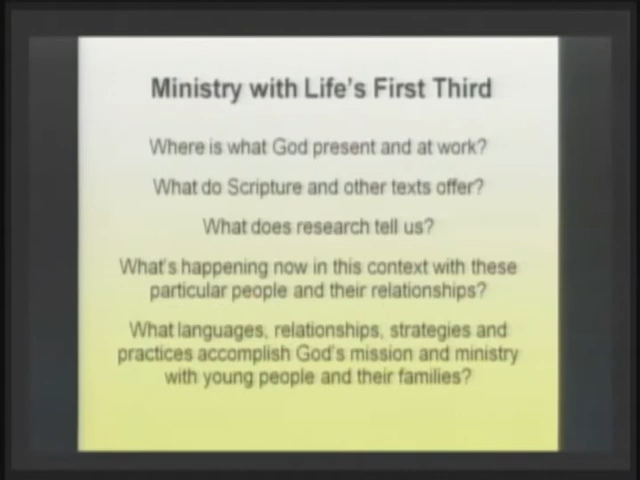 Ministry with Life's First Third
Where is what God present and at work?
What do Scripture and other texts offer?
What does research tell us?
What's happening now in this context with these
particular people and their relationships?
What languages, relationships, strategies and
practices accomplish God's mission and ministry
with young people and their families?